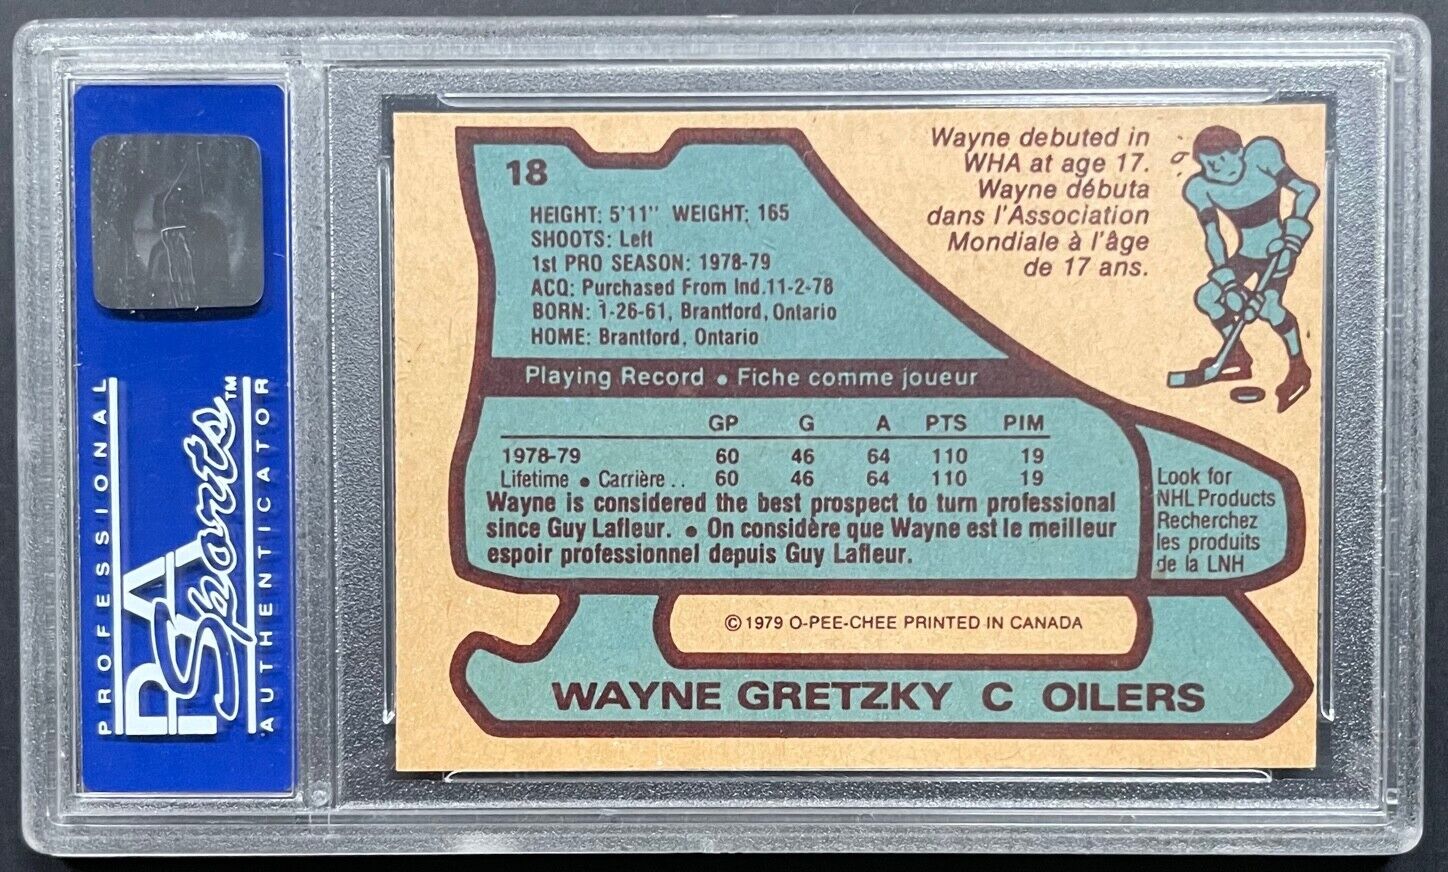 PROFESSIONAL
PSA
Sports™
AUTHENTICATOR
18
HEIGHT: 5'11" WEIGHT: 165
SHOOTS: Left
1st PRO SEASON: 1978-79
ACQ: Purchased From Ind.11-2-78
BORN: 1-26-61, Brantford, Ontario
HOME: Brantford, Ontario
Wayne debuted in
WHA at age 17.
Wayne débuta
dans l'Association
Mondiale à l'âge
de 17 ans.
Playing Record • Fiche comme joueur
GP G A PTS PIM
1978-79 60 46 64 110 19
Lifetime • Carrière .. 60 46 64 110 19
Wayne is considered the best prospect to turn professional
since Guy Lafleur. • On considère que Wayne est le meilleur
espoir professionnel depuis Guy Lafleur.
Look for
NHL Products
Recherchez
les produits
de la LNH
© 1979 O-PEE-CHEE PRINTED IN CANADA
WAYNE GRETZKY C OILERS